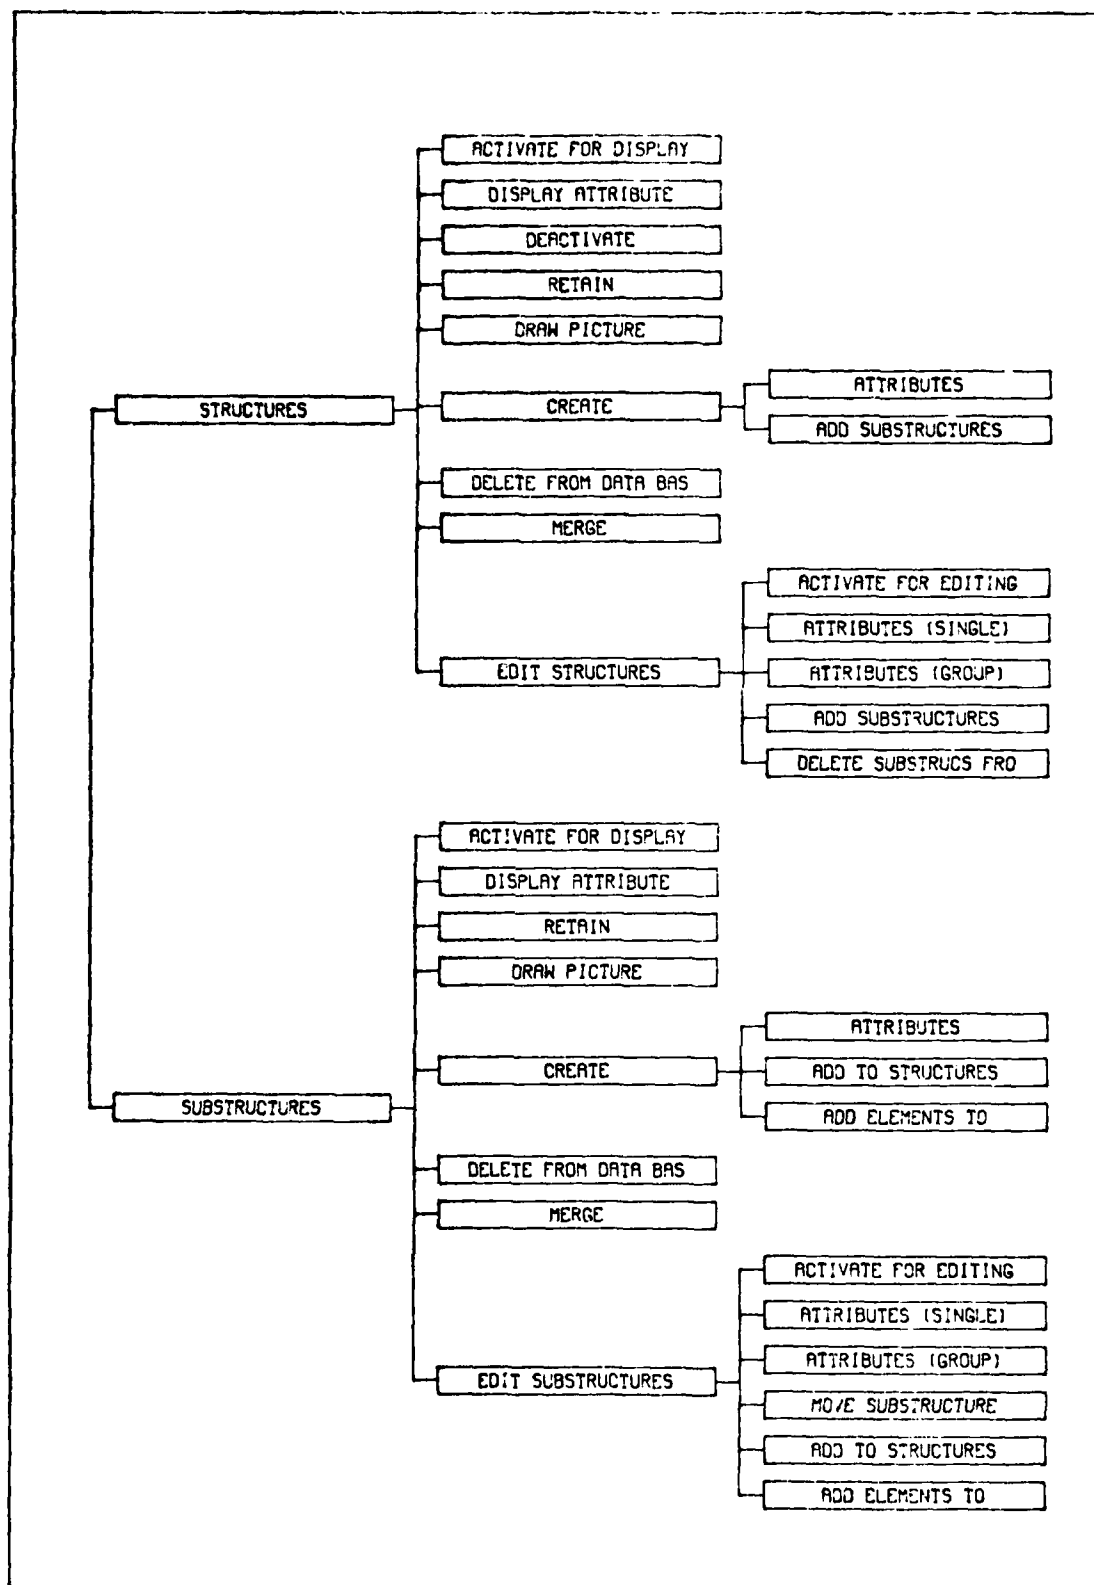 ACTIVATE FOR DISPLAY
DISPLAY ATTRIBUTE
DEACTIVATE
RETAIN
DRAW PICTURE
STRUCTURES
CREATE
ATTRIBUTES
ADD SUBSTRUCTURES
DELETE FROM DATA BAS
MERGE
EDIT STRUCTURES
ACTIVATE FOR EDITING
ATTRIBUTES (SINGLE)
ATTRIBUTES (GROUP)
ADD SUBSTRUCTURES
DELETE SUBSTRUCS FRO
ACTIVATE FOR DISPLAY
DISPLAY ATTRIBUTE
RETAIN
DRAW PICTURE
SUBSTRUCTURES
CREATE
ATTRIBUTES
ADD TO STRUCTURES
ADD ELEMENTS TO
DELETE FROM DATA BAS
MERGE
EDIT SUBSTRUCTURES
ACTIVATE FOR EDITING
ATTRIBUTES (SINGLE)
ATTRIBUTES (GROUP)
MOVE SUBSTRUCTURE
ADD TO STRUCTURES
ADD ELEMENTS TO